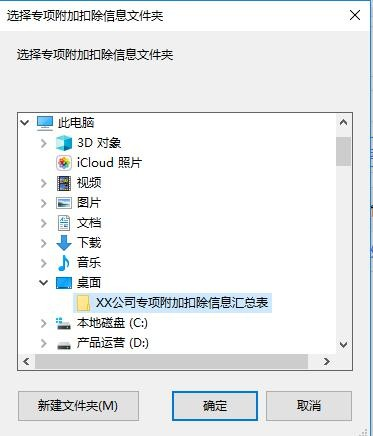 选择专项附加扣除信息文件夹
选择专项附加扣除信息文件夹
此电脑
3D 对象
iCloud 照片
视频
图片
文档
下载
音乐
桌面
XX公司专项附加扣除信息汇总表
本地磁盘 (C:)
产品运营 (D:)
新建文件夹(M)
确定
取消